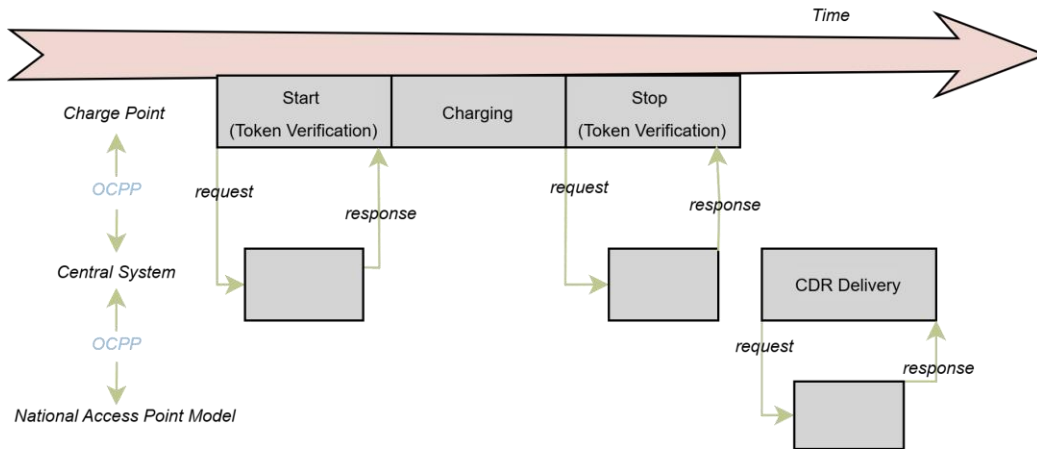 Time
Start
(Token Verification)
Charging
Stop
(Token Verification)
Charge Point
OCPP
request
response
request
response
Central System
CDR Delivery
OCPP
request
response
National Access Point Model